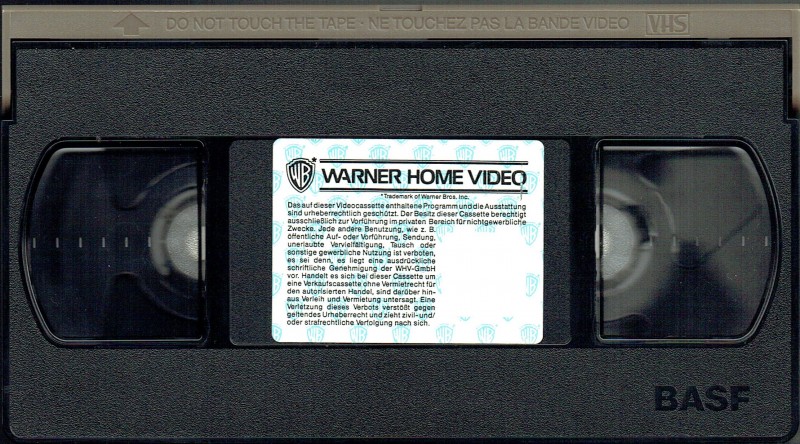 DO NOT TOUCH THE TAPE · NE TOUCHEZ PAS LA BANDE VIDEO VHS
WB * WARNER HOME VIDEO
*Trademark of Warner Bros. Inc.
Das auf dieser Videocassette enthaltene Programm und die Ausstattung
sind urheberrechtlich geschützt. Der Besitz dieser Cassette berechtigt
ausschließlich zur Vorführung im privaten Bereich für nichtgewerbliche
Zwecke. Jede andere Benutzung, wie z. B.
öffentliche Auf- oder Vorführung, Sendung,
unerlaubte Vervielfältigung, Tausch oder
sonstige gewerbliche Nutzung ist verboten,
es sei denn, es liegt eine ausdrückliche
schriftliche Genehmigung der WHV-GmbH
vor. Handelt es sich bei dieser Cassette um
eine Verkaufscassette ohne Vermietrecht für
den autorisierten Handel, sind darüber hin-
aus Verleih und Vermietung untersagt. Eine
Verletzung dieses Verbots verstößt gegen
geltendes Urheberrecht und zieht zivil- und/
oder strafrechtliche Verfolgung nach sich.
BASF